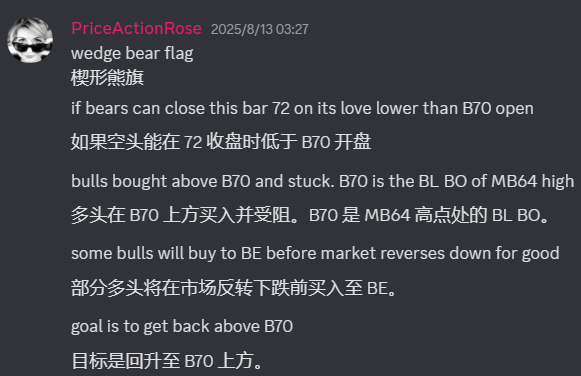 PriceActionRose 2025/8/13 03:27
wedge bear flag
楔形熊旗
if bears can close this bar 72 on its love lower than B70 open
如果空头能在 72 收盘时低于 B70 开盘
bulls bought above B70 and stuck. B70 is the BL BO of MB64 high
多头在 B70 上方买入并受阻。B70 是 MB64 高点处的 BL BO。
some bulls will buy to BE before market reverses down for good
部分多头将在市场反转下跌前买入至 BE。
goal is to get back above B70
目标是回升至 B70 上方。